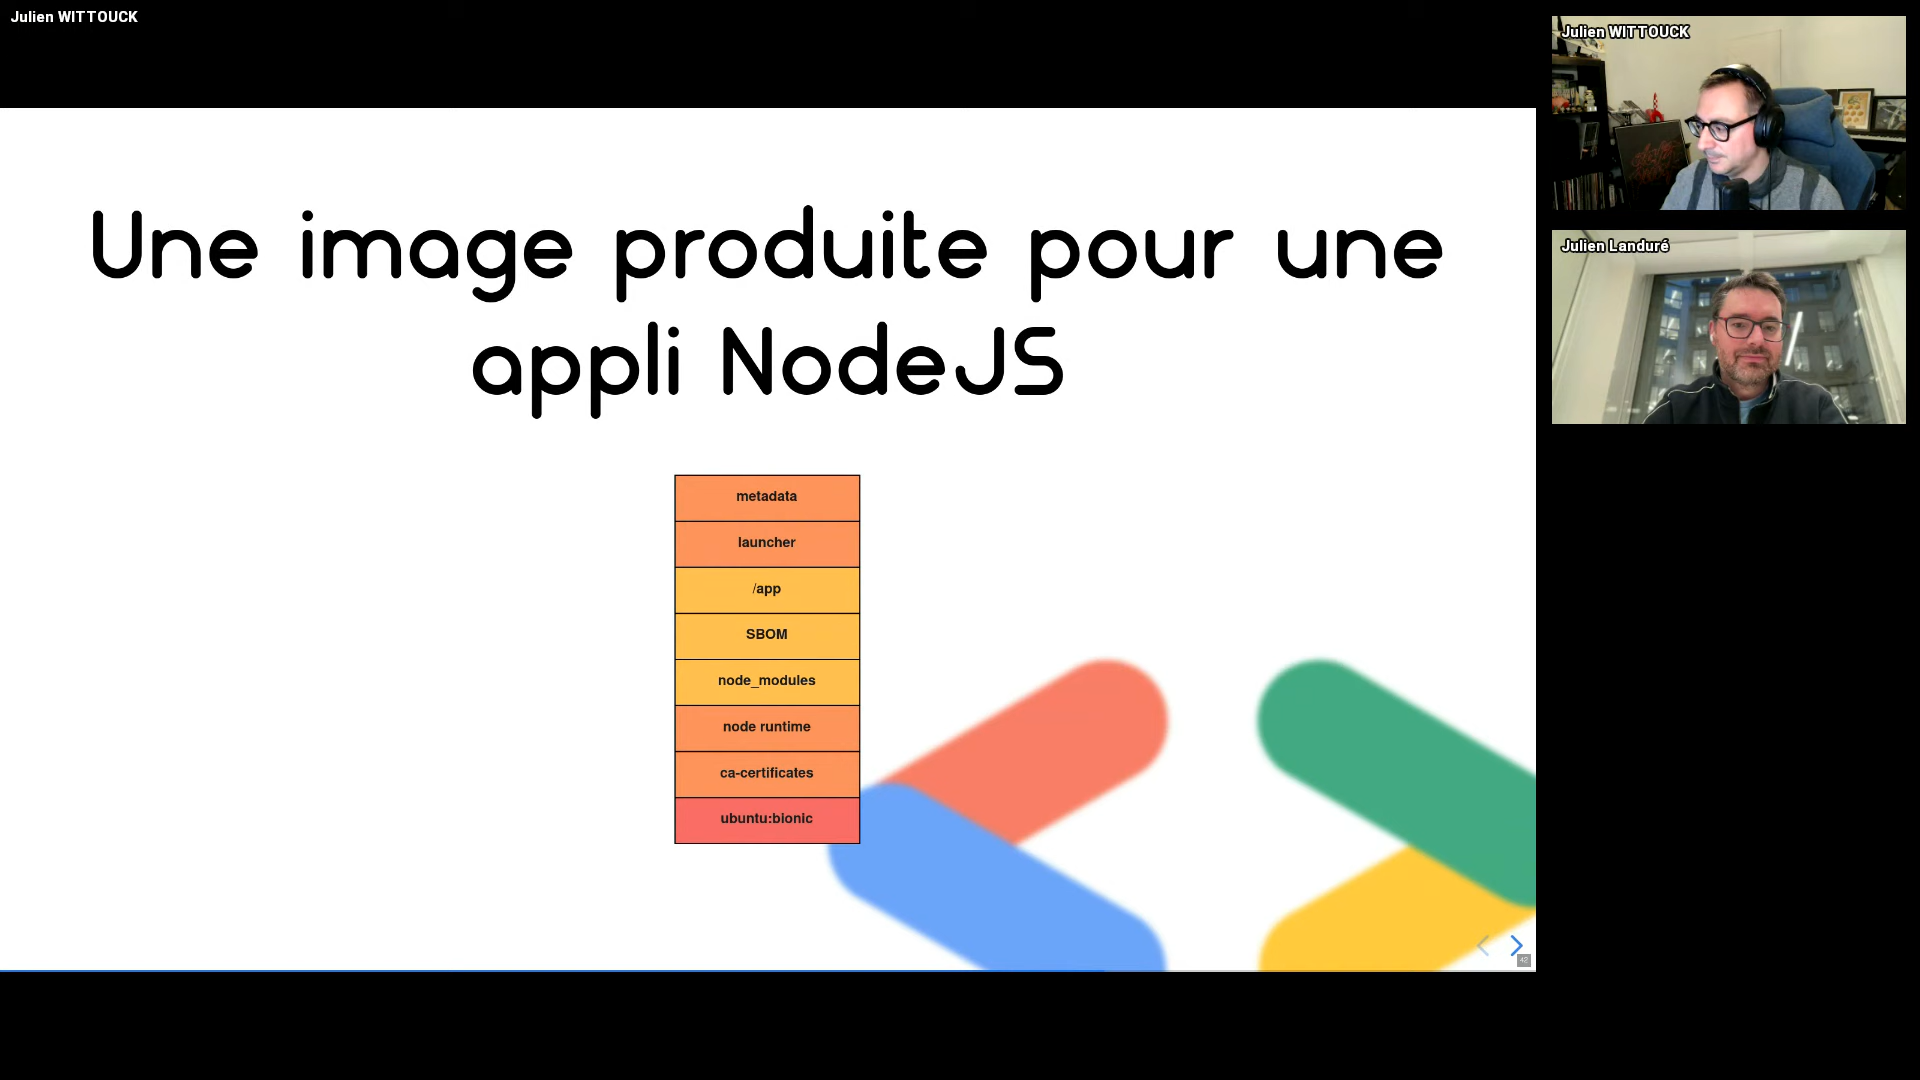 Julien WITTOUCK
Julien WITTOUCK
Julien Landuré
Une image produite pour une
appli NodeJS
metadata
launcher
/app
SBOM
node_modules
node runtime
ca-certificates
ubuntu:bionic
42